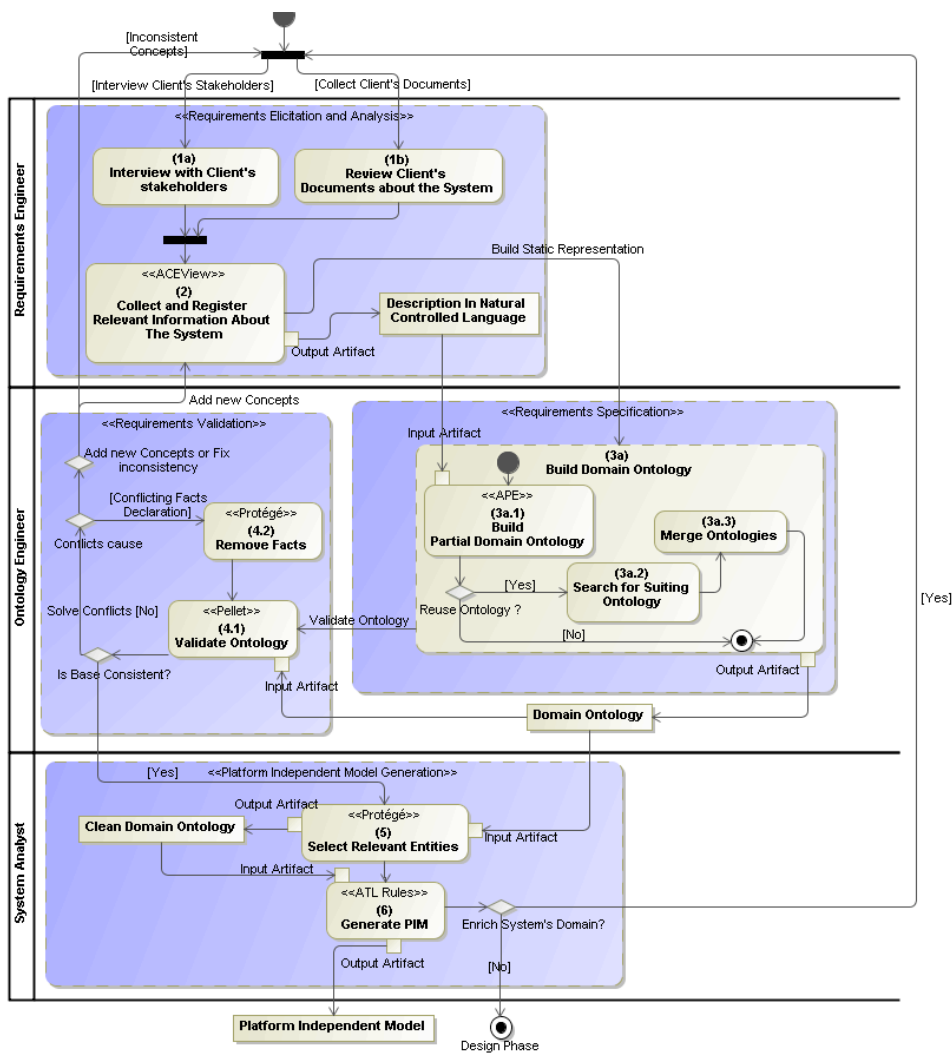 [Inconsistent
Concepts]
[Interview Client's Stakeholders]
[Collect Client's Documents]
Requirements Engineer
<<Requirements Elicitation and Analysis>>
(1a)
Interview with Client's
stakeholders
(1b)
Review Client's
Documents about the System
Build Static Representation
<<ACEView>>
(2)
Collect and Register
Relevant Information About
The System
Description In Natural
Controlled Language
Output Artifact
Add new Concepts
Ontology Engineer
<<Requirements Validation>>
<<Requirements Specification>>
Input Artifact
Add new Concepts or Fix
inconsistency
(3a)
Build Domain Ontology
[Conflicting Facts
Declaration]
<<APE>>
(3a.1)
Build
Partial Domain Ontology
<<Protégé>>
(4.2)
Remove Facts
(3a.3)
Merge Ontologies
Conflicts cause
[Yes]
(3a.2)
Search for Suiting
Ontology
[Yes]
Solve Conflicts [No]
<<Pellet>>
(4.1)
Validate Ontology
Validate Ontology
Reuse Ontology ?
[No]
Is Base Consistent?
Input Artifact
Output Artifact
Domain Ontology
System Analyst
[Yes]
<<Platform Independent Model Generation>>
Output Artifact
Clean Domain Ontology
<<Protégé>>
(5)
Select Relevant Entities
Input Artifact
Input Artifact
<<ATL Rules>>
(6)
Generate PIM
Enrich System's Domain?
Output Artifact
[No]
Platform Independent Model
Design Phase